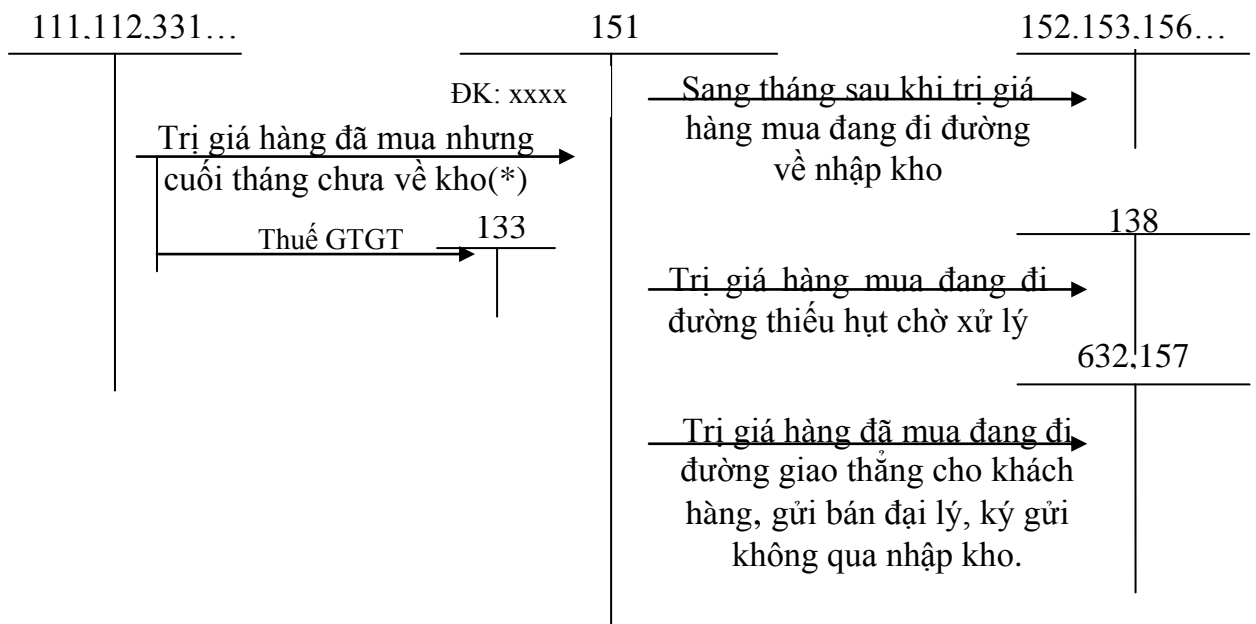 111,112,331…
151
152.153,156…
ĐK: xxxx
Trị giá hàng đã mua nhưng
cuối tháng chưa về kho(*)
Thuế GTGT
133
Sang tháng sau khi trị giá
hàng mua đang đi đường
về nhập kho
138
Trị giá hàng mua đang đi
đường thiếu hụt chờ xử lý
632,157
Trị giá hàng đã mua đang đi
đường giao thẳng cho khách
hàng, gửi bán đại lý, ký gửi
không qua nhập kho.